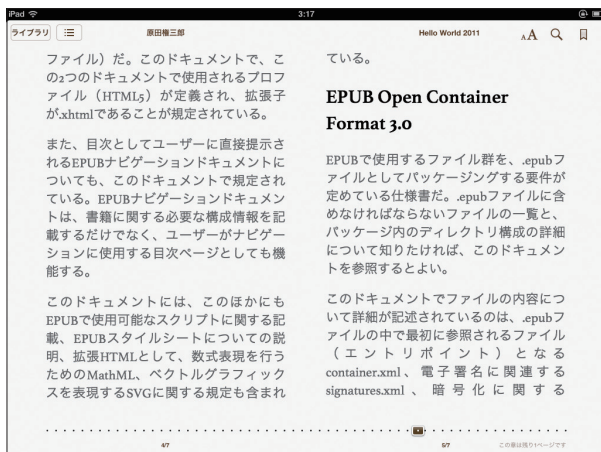 iPad
3:17
ライブラリ
原田権三郎
Hello World 2011
AA
ファイル）だ。このドキュメントで、こ
の2つのドキュメントで使用されるプロフ
ァイル（HTML5）が定義され、拡張子
が.xhtmlであることが規定されている。
また、目次としてユーザーに直接提示さ
れるEPUBナビゲーションドキュメントに
ついても、このドキュメントで規定され
ている。EPUBナビゲーションドキュメン
トは、書籍に関する必要な構成情報を記
載するだけでなく、ユーザーがナビゲー
ションに使用する目次ページとしても機
能する。
このドキュメントには、このほかにも
EPUBで使用可能なスクリプトに関する記
載、EPUBスタイルシートについての説
明、拡張HTMLとして、数式表現を行う
ためのMathML、ベクトルグラフィック
スを表現するSVGに関する規定も含まれ
ている。
EPUB Open Container
Format 3.0
EPUBで使用するファイル群を、.epubフ
ァイルとしてパッケージングする要件が
定めている仕様書だ。.epubファイルに含
めなければならないファイルの一覧と、
パッケージ内のディレクトリ構成の詳細
について知りたければ、このドキュメン
トを参照するとよい。
このドキュメントでファイルの内容につ
いて詳細が記述されているのは、.epubフ
ァイルの中で最初に参照されるファイル
（エントリポイント）となる
container.xml、電子署名に関連する
signatures.xml、暗号化に関する
4/7
5/7
この章は残り1ページです